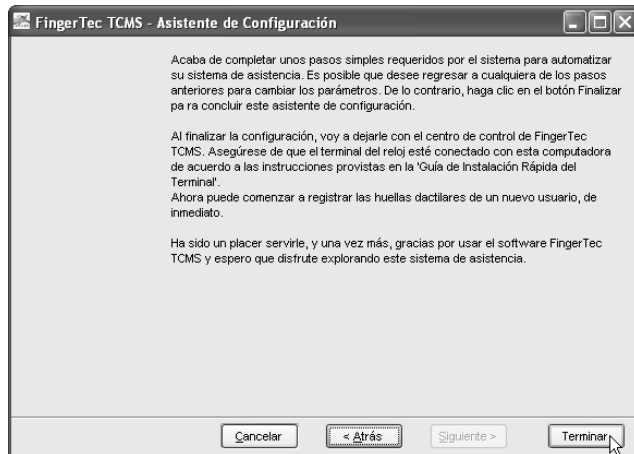 FingerTec TCMS - Asistente de Configuración
Acaba de completar unos pasos simples requeridos por el sistema para automatizar
su sistema de asistencia. Es posible que desee regresar a cualquiera de los pasos
anteriores para cambiar los parámetros. De lo contrario, haga clic en el botón Finalizar
pa ra concluir este asistente de configuración.
Al finalizar la configuración, voy a dejarle con el centro de control de FingerTec
TCMS. Asegúrese de que el terminal del reloj esté conectado con esta computadora
de acuerdo a las instrucciones provistas en la 'Guía de Instalación Rápida del
Terminal'.
Ahora puede comenzar a registrar las huellas dactilares de un nuevo usuario, de
inmediato.
Ha sido un placer servirle, y una vez más, gracias por usar el software FingerTec
TCMS y espero que disfrute explorando este sistema de asistencia.
Cancelar < Atrás Siguiente > Terminar